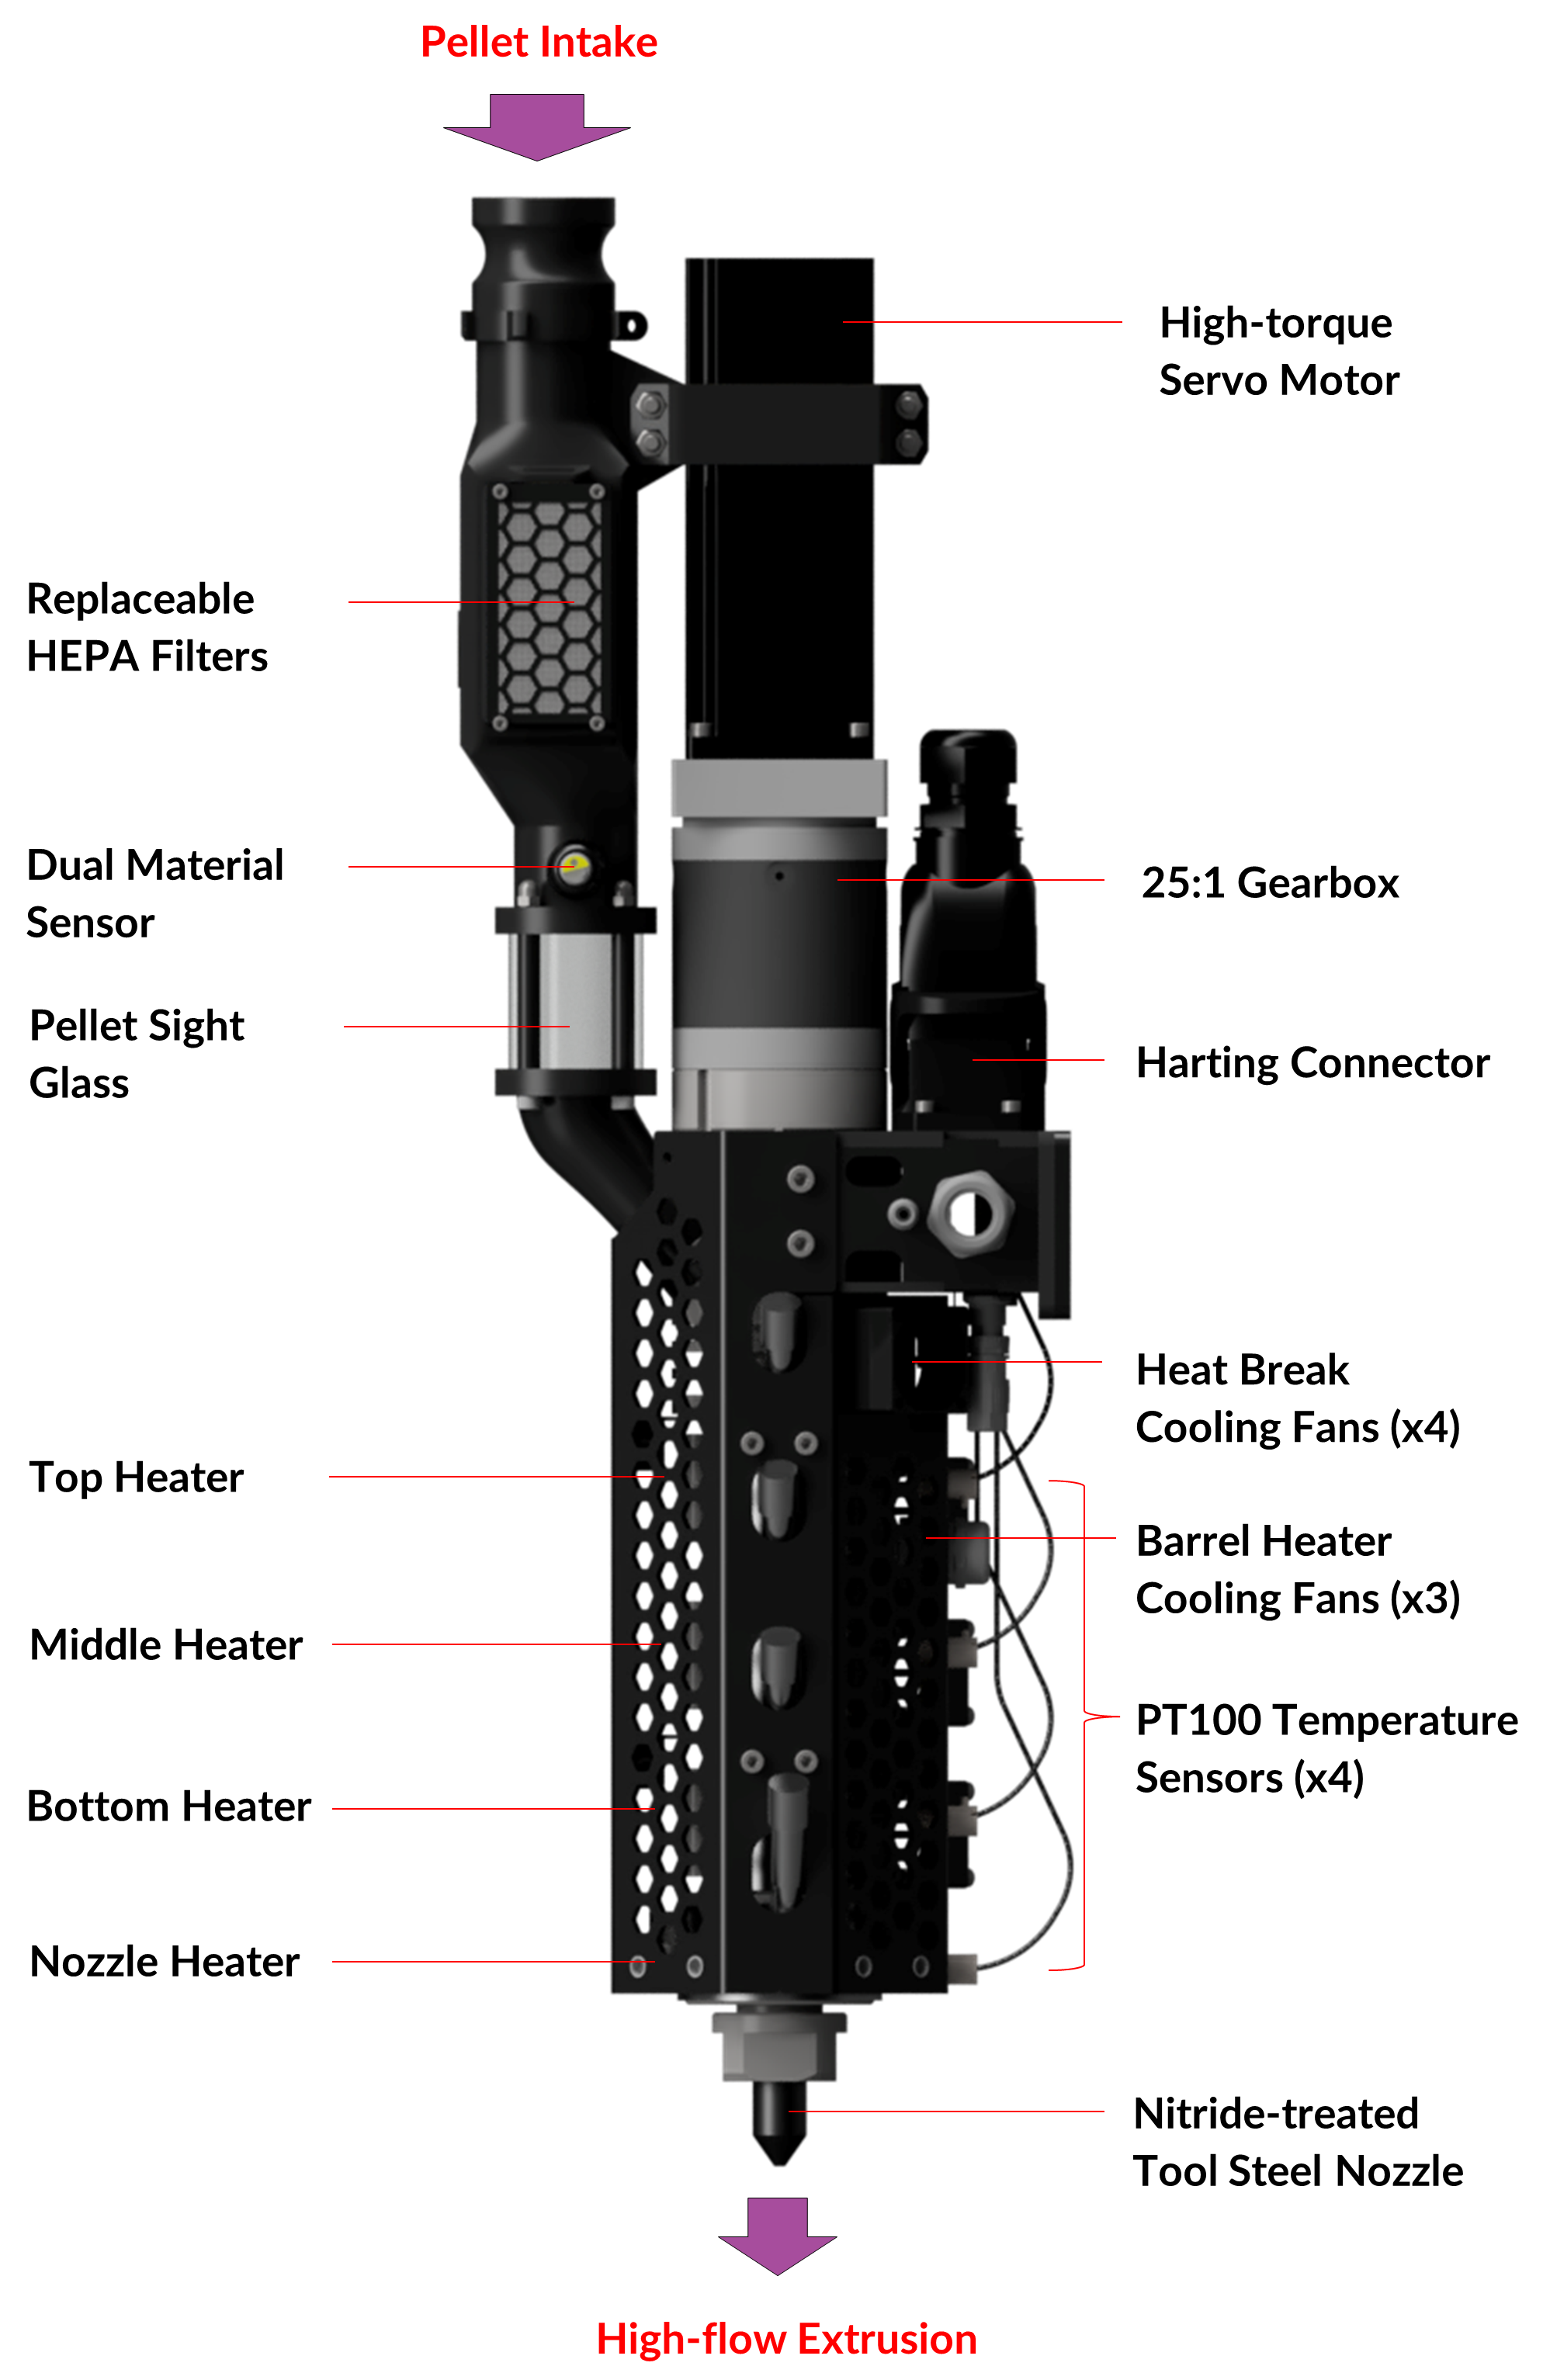 Pellet Intake
High-torque
Servo Motor
Replaceable
HEPA Filters
Dual Material
Sensor
25:1 Gearbox
Pellet Sight
Glass
Harting Connector
Heat Break
Cooling Fans (x4)
Top Heater
Barrel Heater
Cooling Fans (x3)
Middle Heater
PT100 Temperature
Sensors (x4)
Bottom Heater
Nozzle Heater
Nitride-treated
Tool Steel Nozzle
High-flow Extrusion